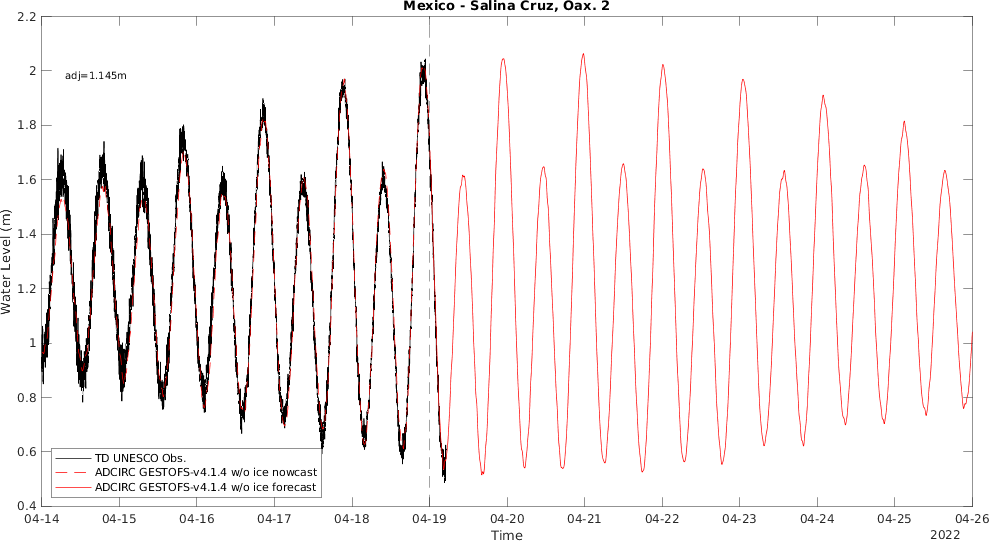 Mexico - Salina Cruz, Oax. 2
2.2
2
1.8
1.6
1.4
1.2
1
0.8
0.6
0.4
Water Level (m)
adj=1.145m
TD UNESCO Obs.
ADCIRC GESTOFS-v4.1.4 w/o ice nowcast
ADCIRC GESTOFS-v4.1.4 w/o ice forecast
04-14 04-15 04-16 04-17 04-18 04-19 04-20 04-21 04-22 04-23 04-24 04-25 04-26
Time
2022